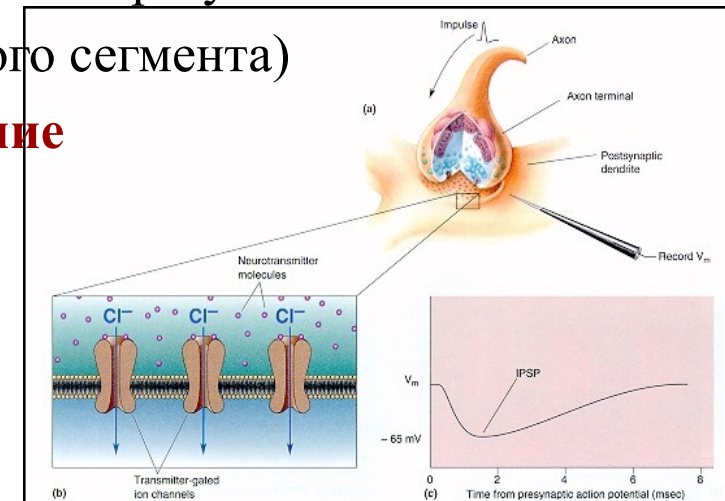 ого сегмента)
ние
Impulse
Axon
(a)
Axon terminal
Postsynaptic
dendrite
Record Vm
Neurotransmitter
molecules
Cl⁻ Cl⁻ Cl⁻
Transmitter-gated
ion channels
(b)
Vm
IPSP
– 65 mV
0 2 4 6 8
(c) Time from presynaptic action potential (msec)